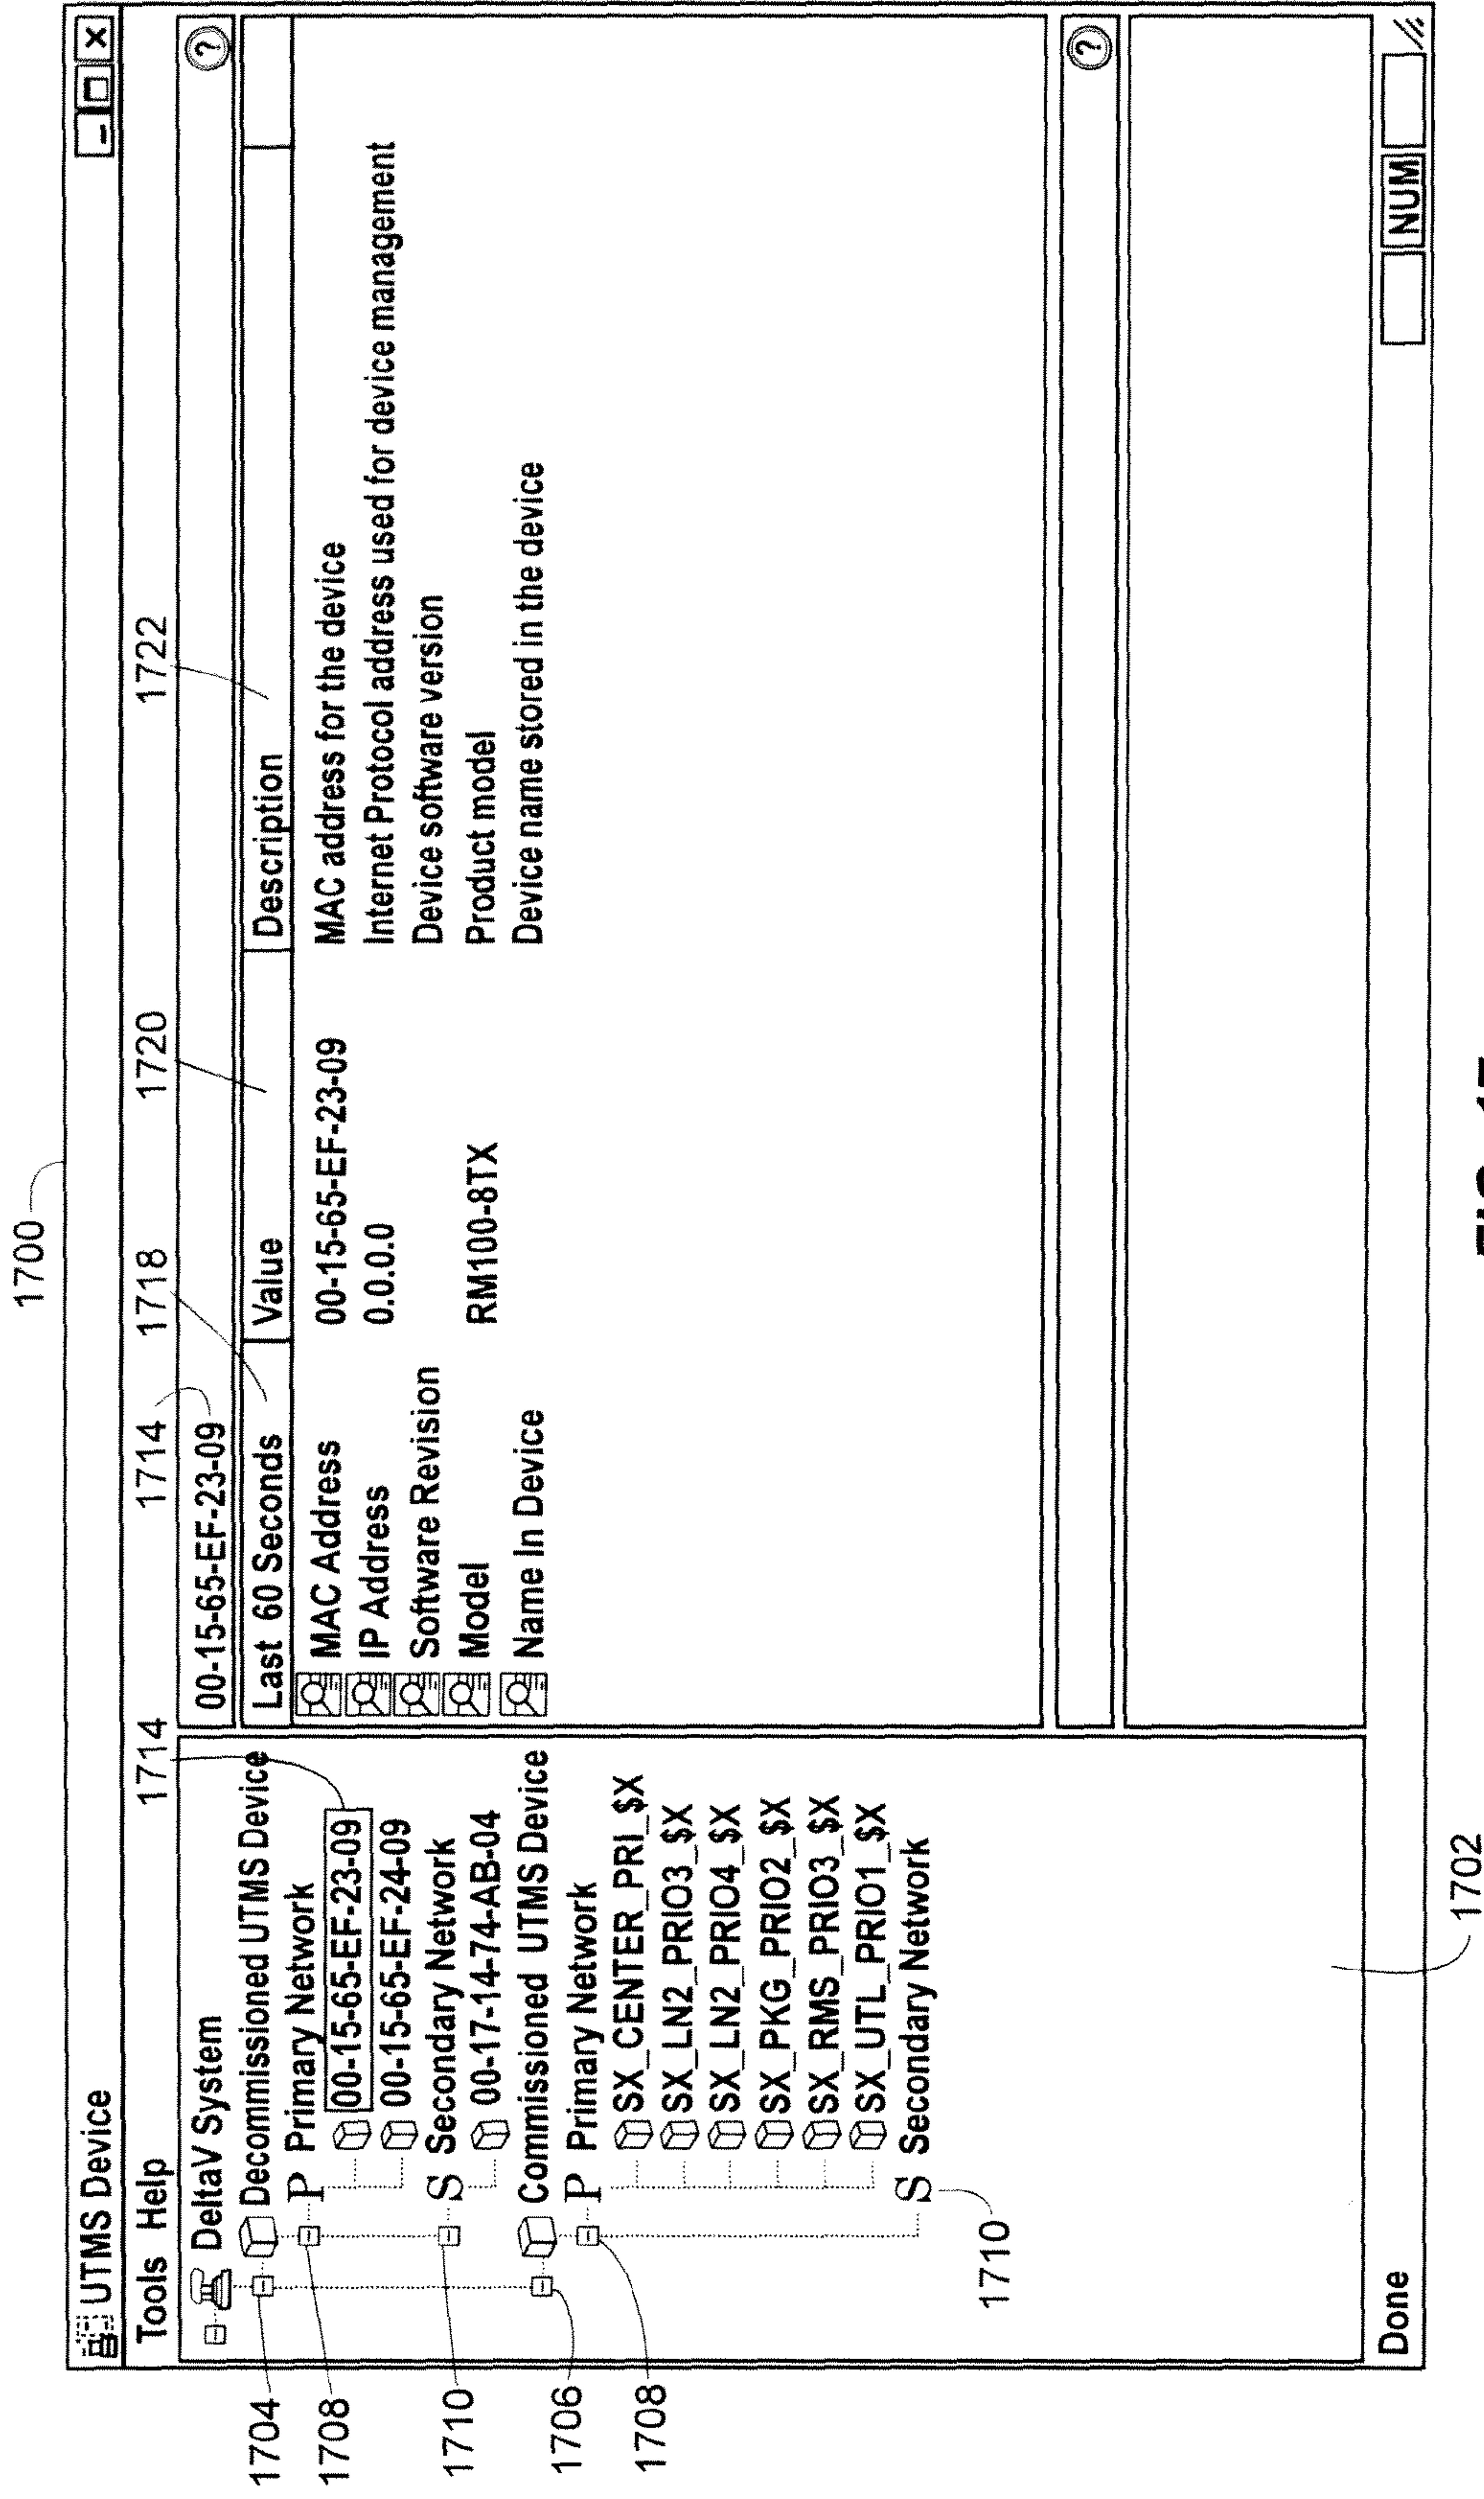 1700
UTMS Device
Tools Help
1714
1714
1718
1720
1722
DeltaV System
Decommissioned UTMS Device
Primary Network
00-15-65-EF-23-09
00-15-65-EF-24-09
Secondary Network
00-17-14-74-AB-04
Commissioned UTMS Device
Primary Network
SX_CENTER_PRI_$X
SX_LN2_PRIO3_$X
SX_LN2_PRIO4_$X
SX_PKG_PRIO2_$X
SX_RMS_PRIO3_$X
SX_UTL_PRIO1_$X
Secondary Network
P
S
P
S
1704
1708
1710
1706
1708
1710
00-15-65-EF-23-09
?
Last 60 Seconds Value Description
MAC Address 00-15-65-EF-23-09 MAC address for the device
IP Address 0.0.0.0 Internet Protocol address used for device management
Software Revision Device software version
Model RM100-8TX Product model
Name In Device Device name stored in the device
?
Done
NUM
1702